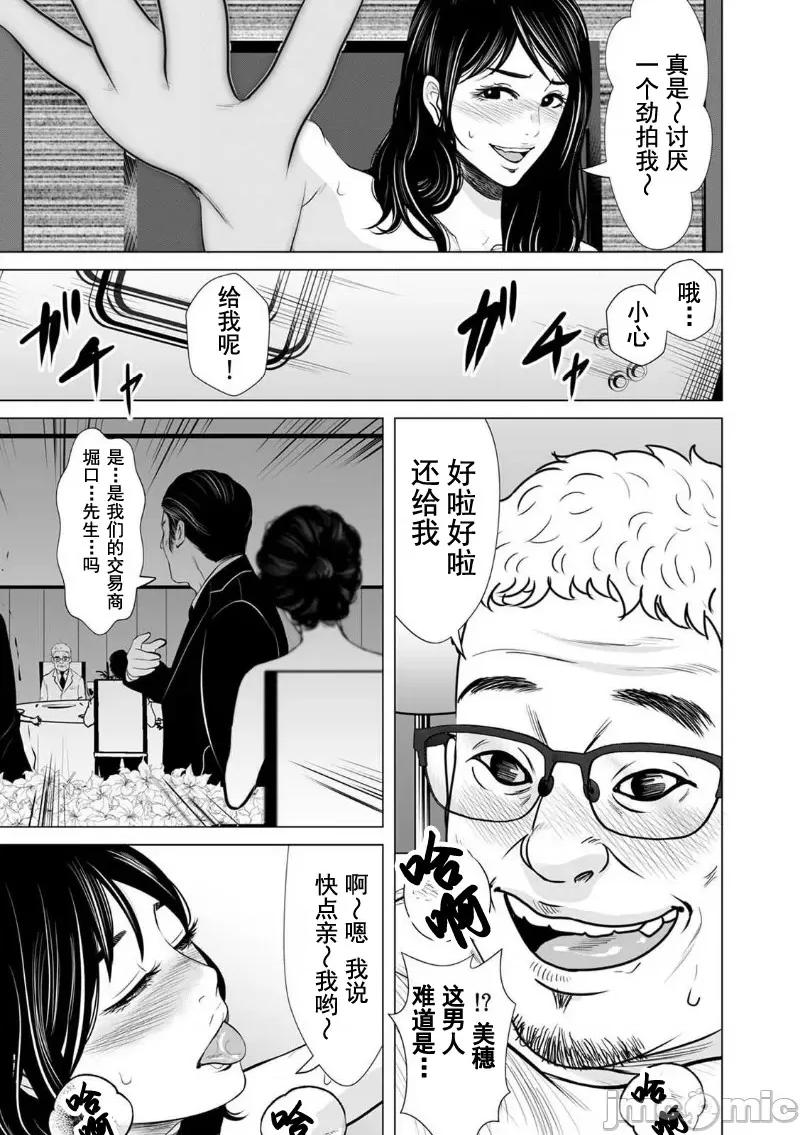 真是～讨厌
一个劲拍我～
哦…
小心
给我呢！
ガチャ
ガチャ
好啦好啦
还给我
是…是我们的交易商
堀口…先生…吗
哈啊
!?美穗
这男人
难道是…
啊～嗯 我说
快点亲～我哟～
哈啊
哈
哈啊